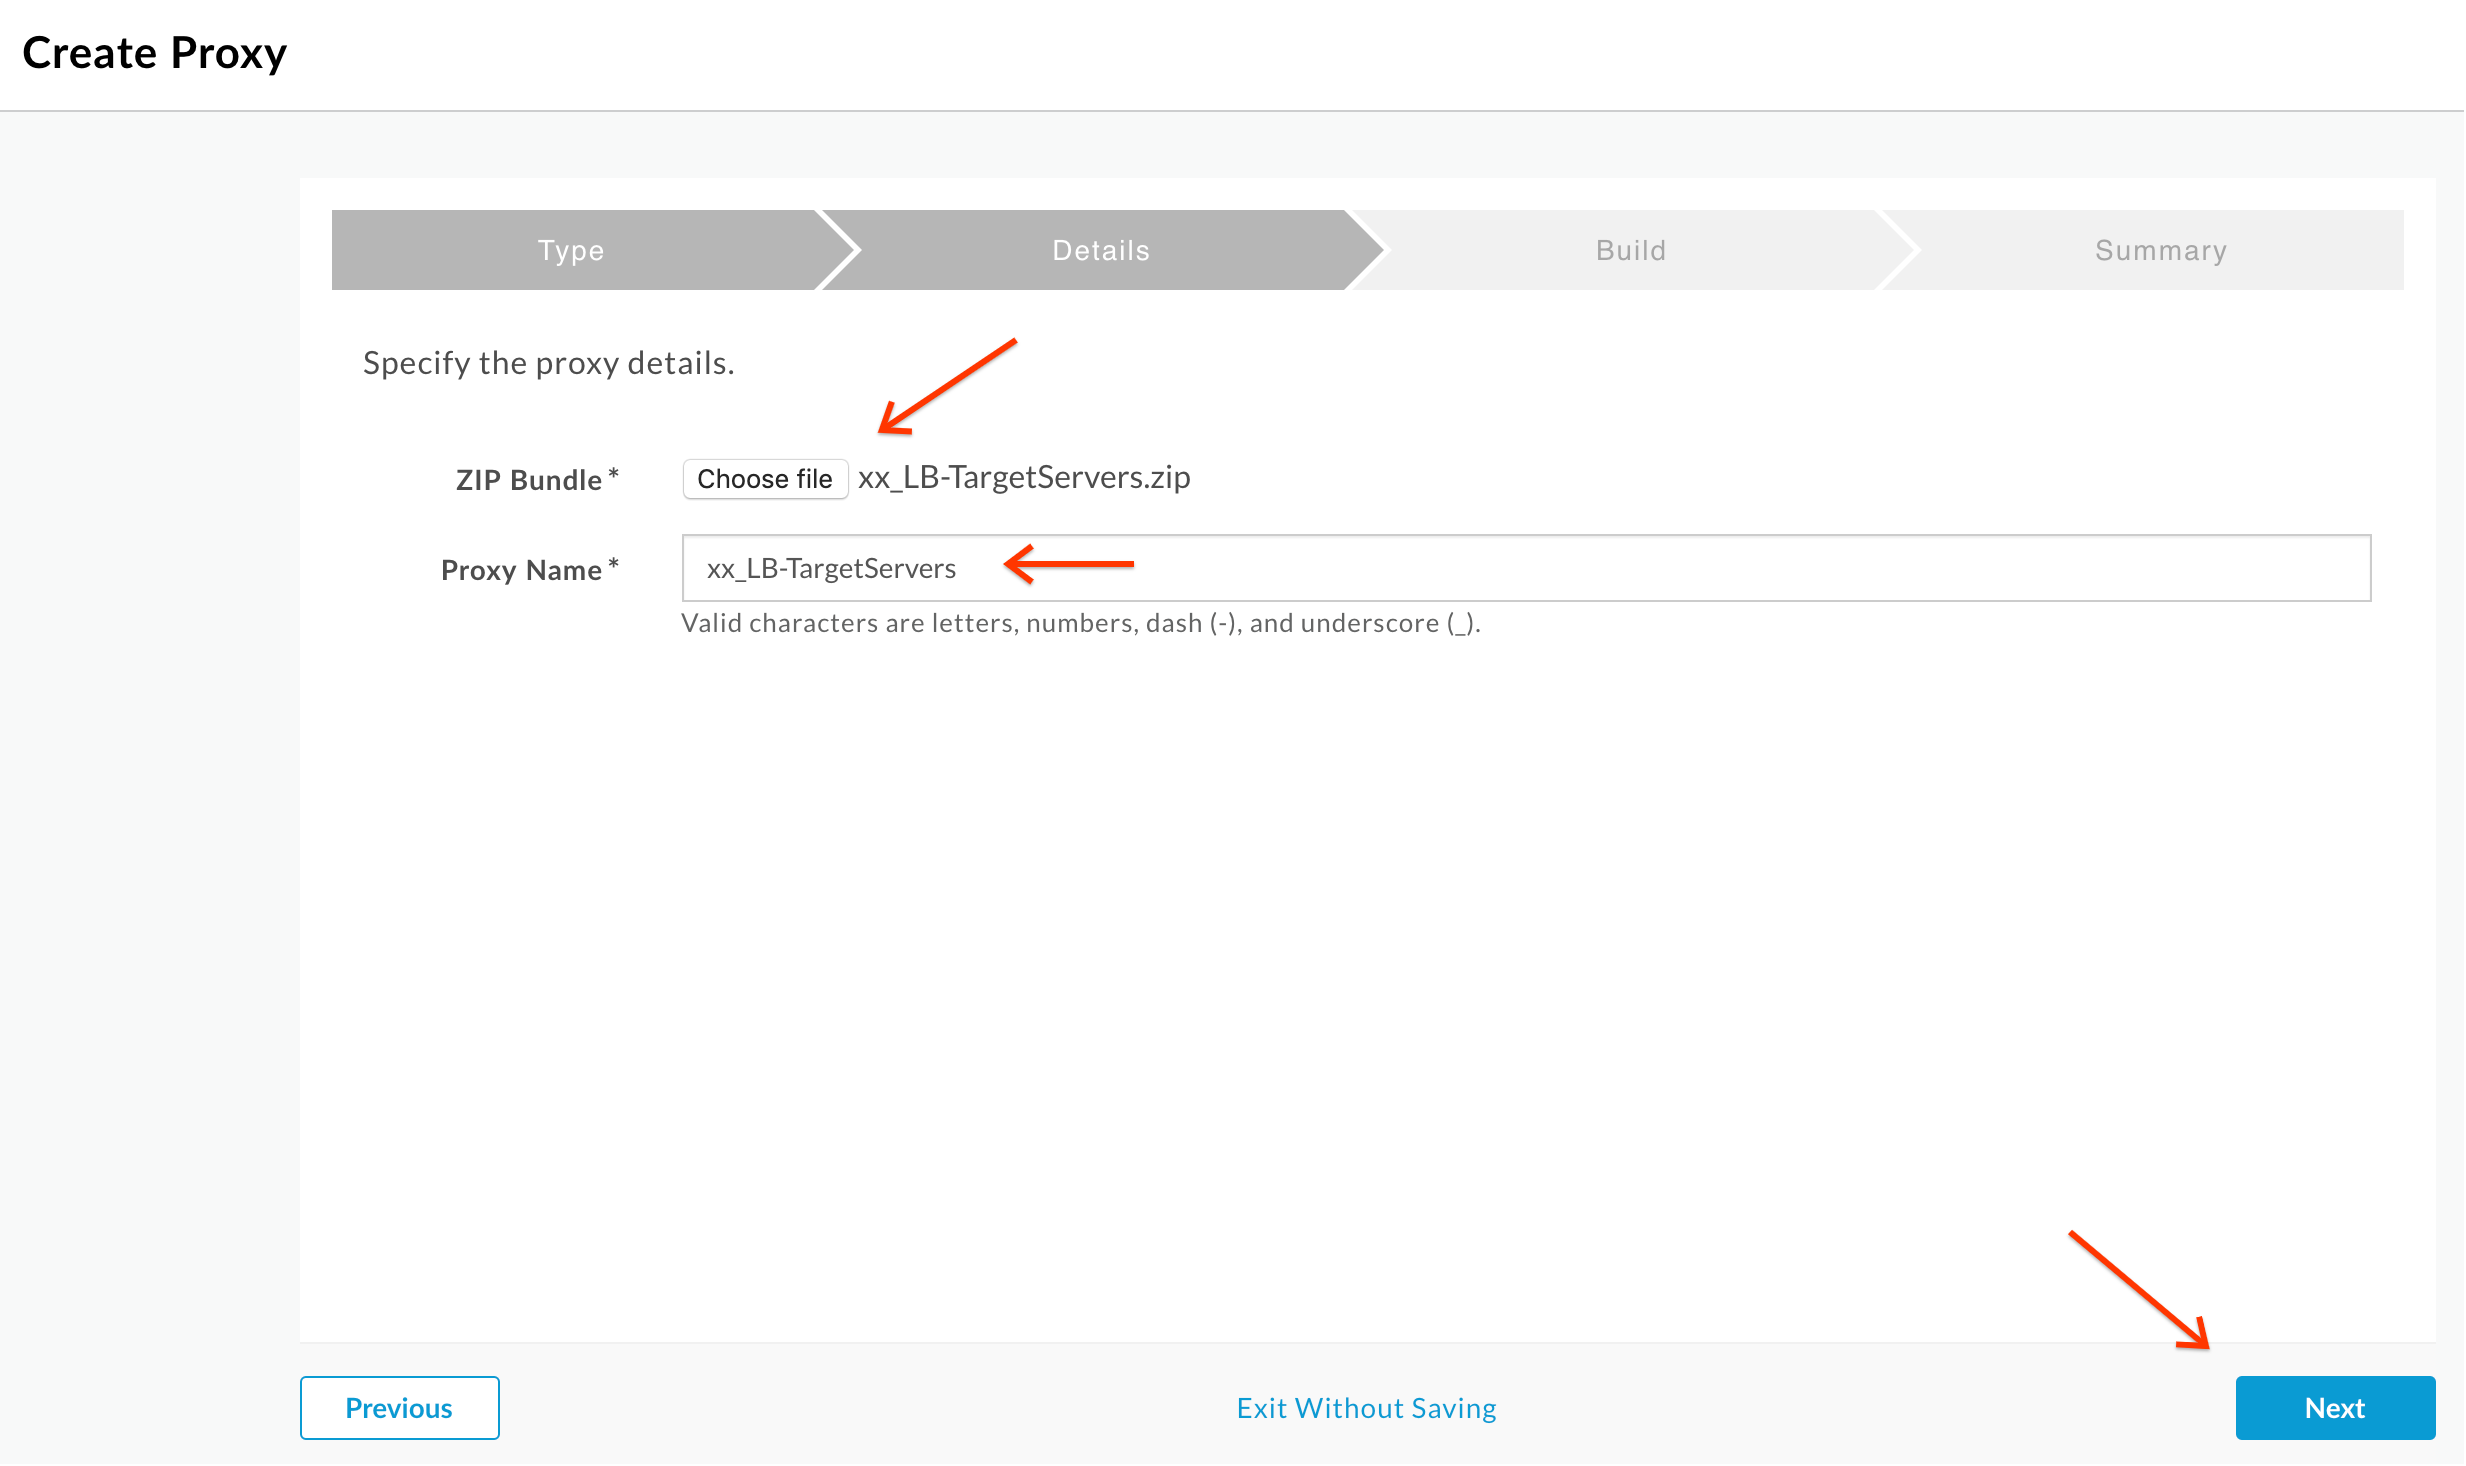 Create Proxy
Type Details Build Summary
Specify the proxy details.
ZIP Bundle* Choose file xx_LB-TargetServers.zip
Proxy Name* xx_LB-TargetServers
Valid characters are letters, numbers, dash (-), and underscore (_).
Previous Exit Without Saving Next